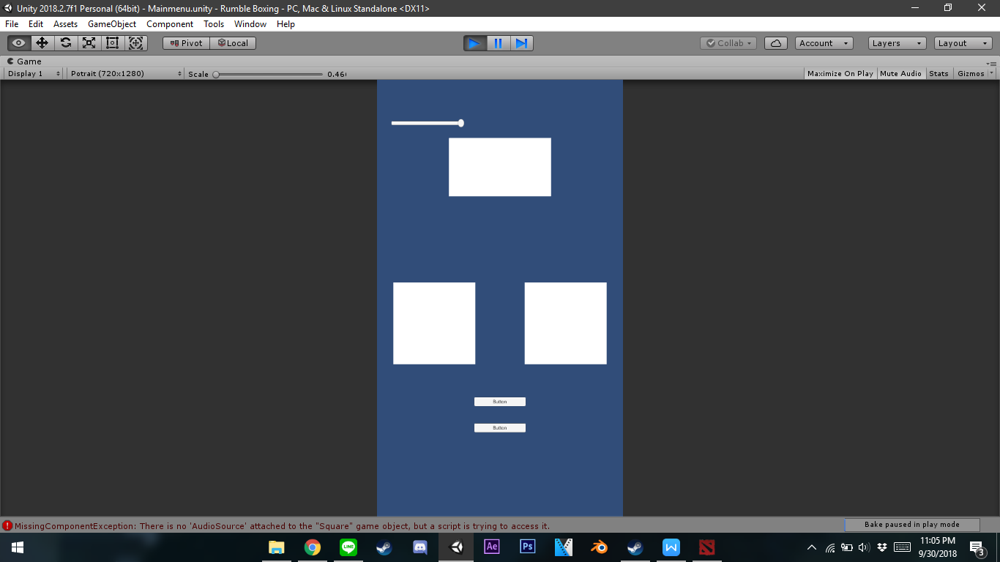 Unity 2018.2.7f1 Personal (64bit) - Mainmenu.unity - Rumble Boxing - PC, Mac & Linux Standalone <DX11>
File Edit Assets GameObject Component Tools Window Help
Pivot Local Collab Account Layers Layout
Game
Display 1 Potrait (720x1280) Scale 0.46 Maximize On Play Mute Audio Stats Gizmos
Button
Button
MissingComponentException: There is no 'AudioSource' attached to the "Square" game object, but a script is trying to access it.
Bake paused in play mode
LINE Ae Ps W
11:05 PM
9/30/2018
3